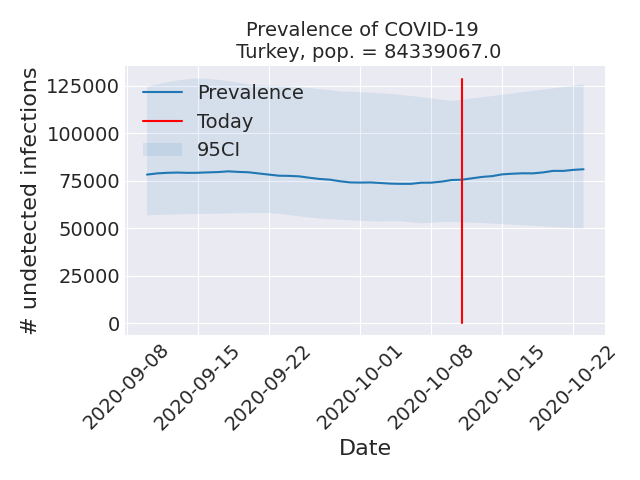 Prevalence of COVID-19
Turkey, pop. = 84339067.0
# undetected infections
125000
100000
75000
50000
25000
0
Prevalence
Today
95CI
2020-09-08
2020-09-15
2020-09-22
2020-10-01
2020-10-08
2020-10-15
2020-10-22
Date